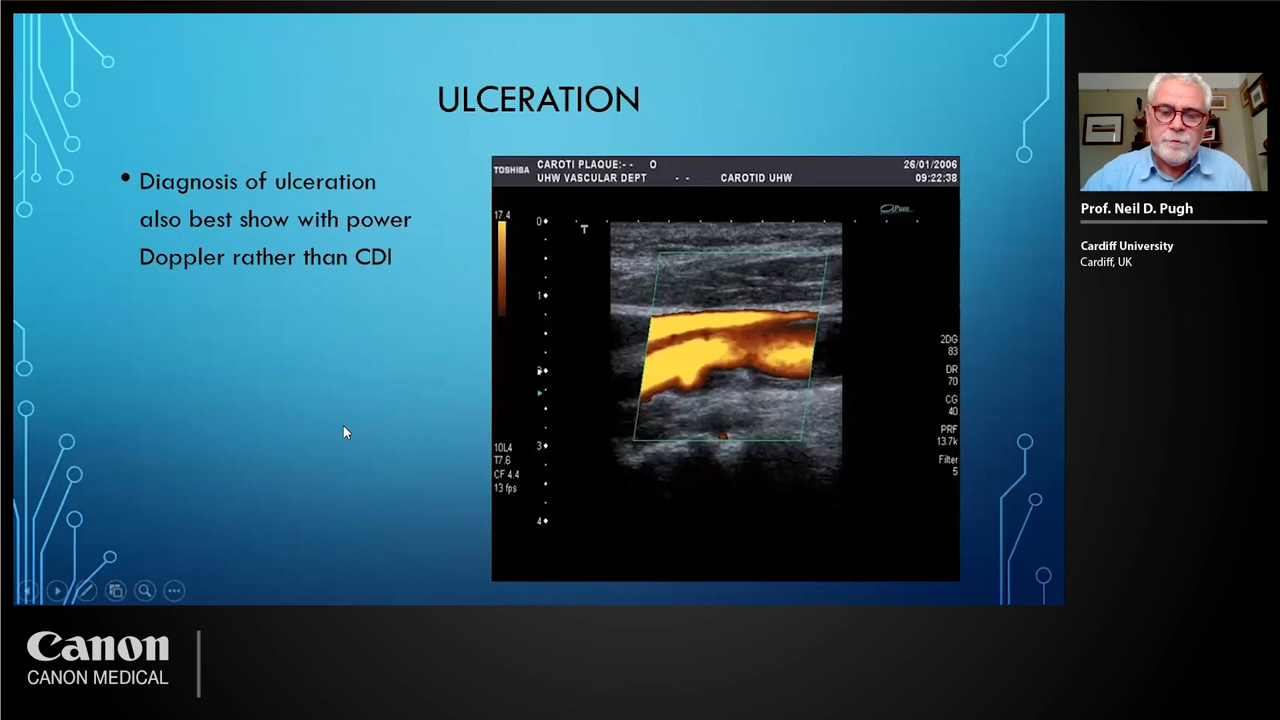 ULCERATION
• Diagnosis of ulceration
also best show with power
Doppler rather than CDI
TOSHIBA
CAROTI PLAQUE:- - O
26/01/2006
UHW VASCULAR DEPT - - CAROTID UHW
09:22:38
17.4
T
0
1
2
3
4
2DG
83
DR
70
CG
40
PRF
13.7k
Filter
5
10L4
T7.6
CF 4.4
13 fps
Prof. Neil D. Pugh
Cardiff University
Cardiff, UK
Canon
CANON MEDICAL